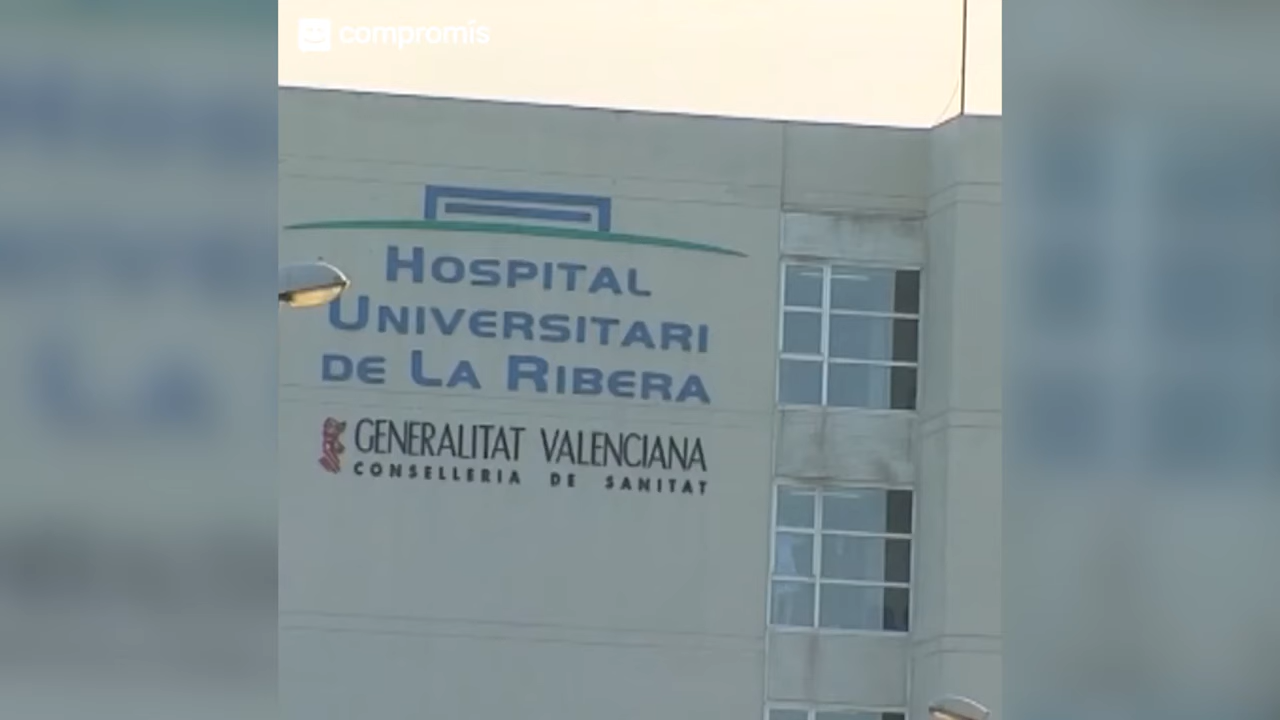 compromís
HOSPITAL
UNIVERSITARI
DE LA RIBERA
GENERALITAT VALENCIANA
CONSELLERIA DE SANITAT